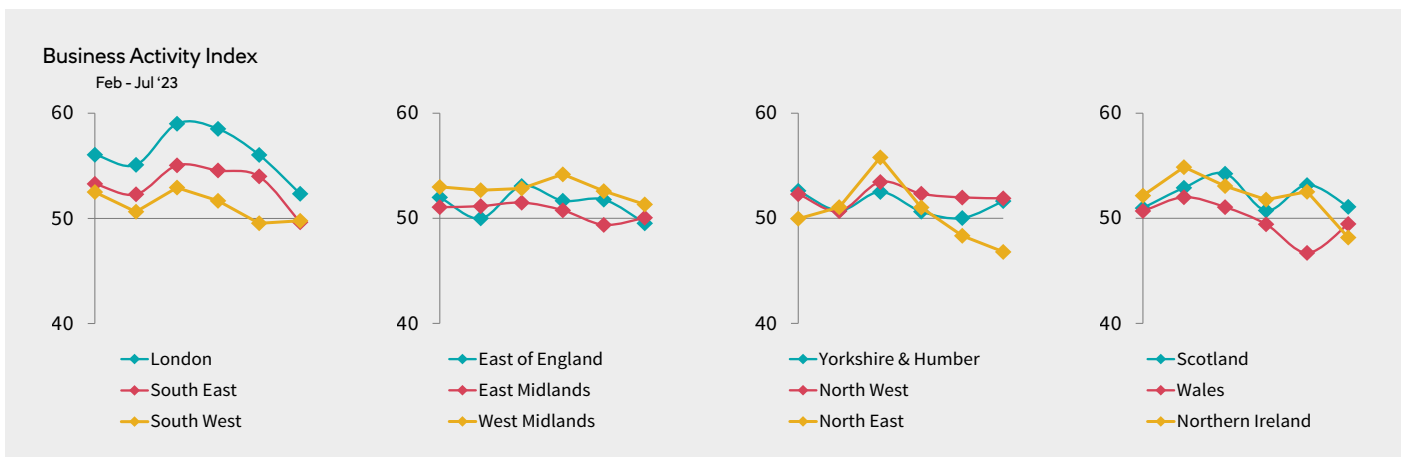 Business Activity Index
Feb - Jul ‘23
60
50
40
London
South East
South West
60
50
40
East of England
East Midlands
West Midlands
60
50
40
Yorkshire & Humber
North West
North East
60
50
40
Scotland
Wales
Northern Ireland